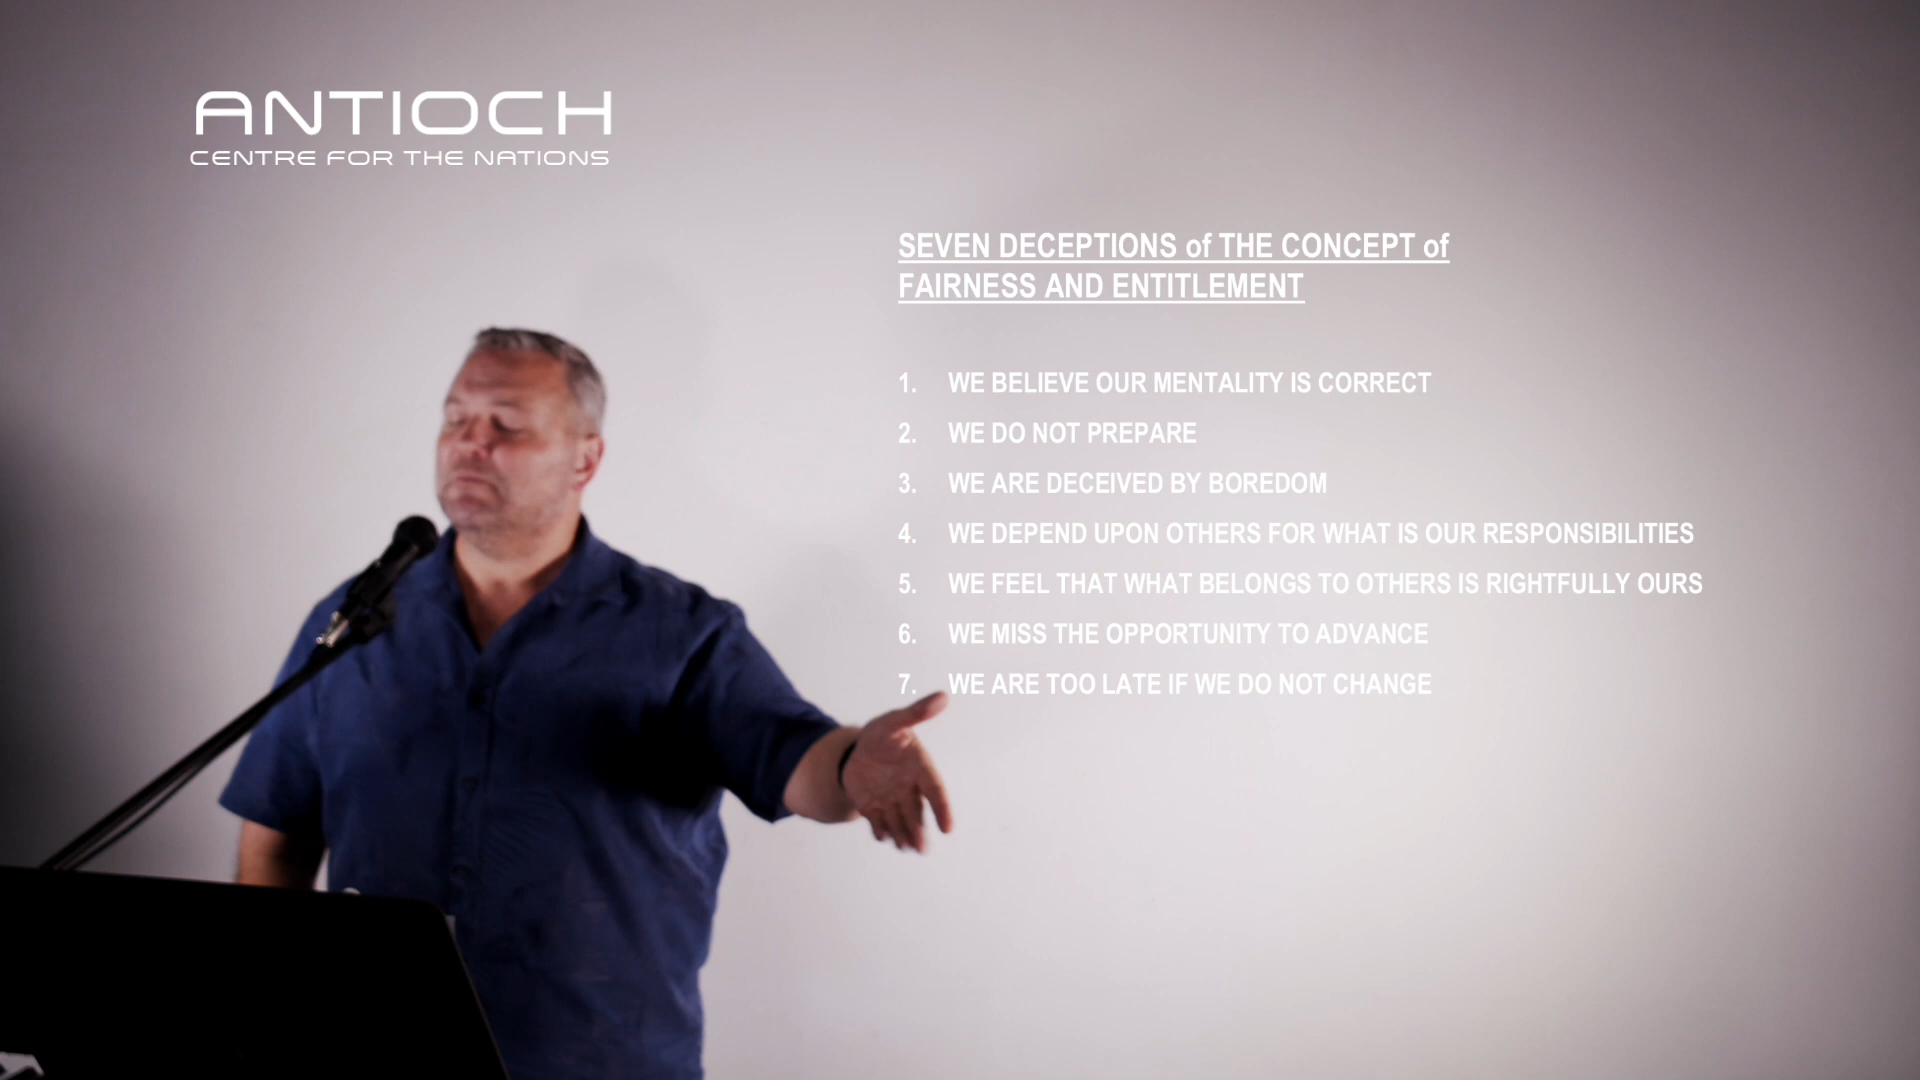 ANTIOCH
CENTRE FOR THE NATIONS
SEVEN DECEPTIONS of THE CONCEPT of
FAIRNESS AND ENTITLEMENT
1. WE BELIEVE OUR MENTALITY IS CORRECT
2. WE DO NOT PREPARE
3. WE ARE DECEIVED BY BOREDOM
4. WE DEPEND UPON OTHERS FOR WHAT IS OUR RESPONSIBILITIES
5. WE FEEL THAT WHAT BELONGS TO OTHERS IS RIGHTFULLY OURS
6. WE MISS THE OPPORTUNITY TO ADVANCE
7. WE ARE TOO LATE IF WE DO NOT CHANGE